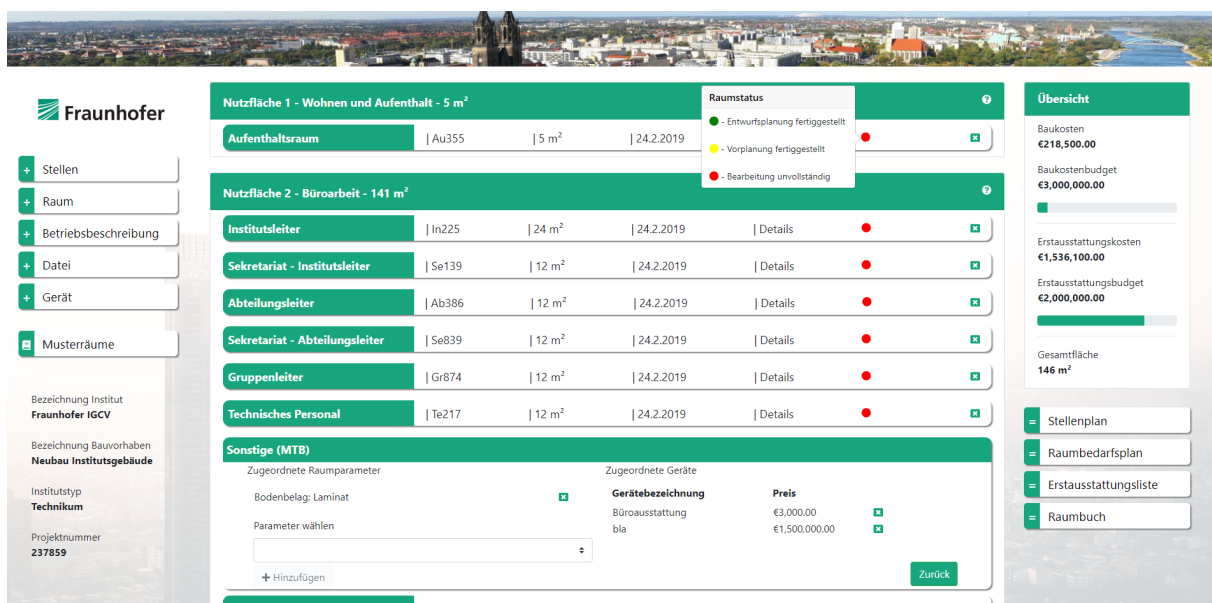 Fraunhofer
+ Stellen
+ Raum
+ Betriebsbeschreibung
+ Datei
+ Gerät
Musterräume
Bezeichnung Institut
Fraunhofer IGCV
Bezeichnung Bauvorhaben
Neubau Institutsgebäude
Institutstyp
Technikum
Projektnummer
237859
Nutzfläche 1 - Wohnen und Aufenthalt - 5 m²
Aufenthaltsraum | Au355 | 5 m² | 24.2.2019
Raumstatus
- Entwurfsplanung fertiggestellt
- Vorplanung fertiggestellt
- Bearbeitung unvollständig
Nutzfläche 2 - Büroarbeit - 141 m²
Institutsleiter | In225 | 24 m² | 24.2.2019 | Details
Sekretariat - Institutsleiter | Se139 | 12 m² | 24.2.2019 | Details
Abteilungsleiter | Ab386 | 12 m² | 24.2.2019 | Details
Sekretariat - Abteilungsleiter | Se839 | 12 m² | 24.2.2019 | Details
Gruppenleiter | Gr874 | 12 m² | 24.2.2019 | Details
Technisches Personal | Te217 | 12 m² | 24.2.2019 | Details
Sonstige (MTB)
Zugeordnete Raumparameter
Bodenbelag: Laminat
Parameter wählen
+ Hinzufügen
Zugeordnete Geräte
Gerätebezeichnung Preis
Büroausstattung €3,000.00
bla €1,500,000.00
Zurück
Übersicht
Baukosten
€218,500.00
Baukostenbudget
€3,000,000.00
Erstausstattungskosten
€1,536,100.00
Erstausstattungsbudget
€2,000,000.00
Gesamtfläche
146 m²
= Stellenplan
= Raumbedarfsplan
= Erstausstattungsliste
= Raumbuch